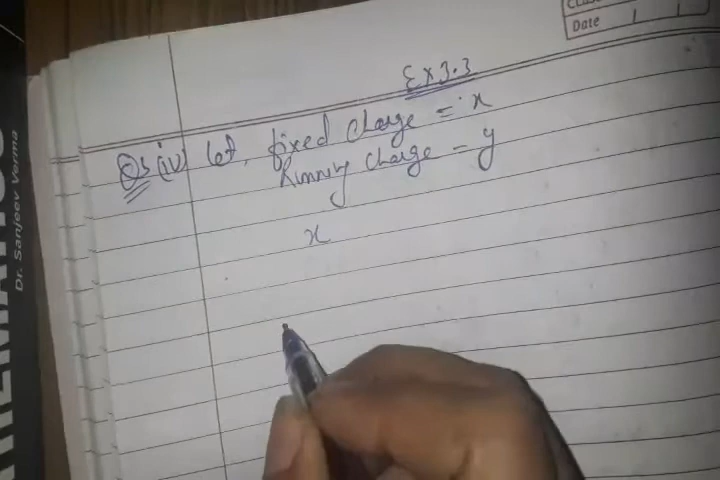 Date
Ex 3.3
Q3 (iv) let, fixed charge = x
running charge = y
x
Dr. Sanjeev Verma